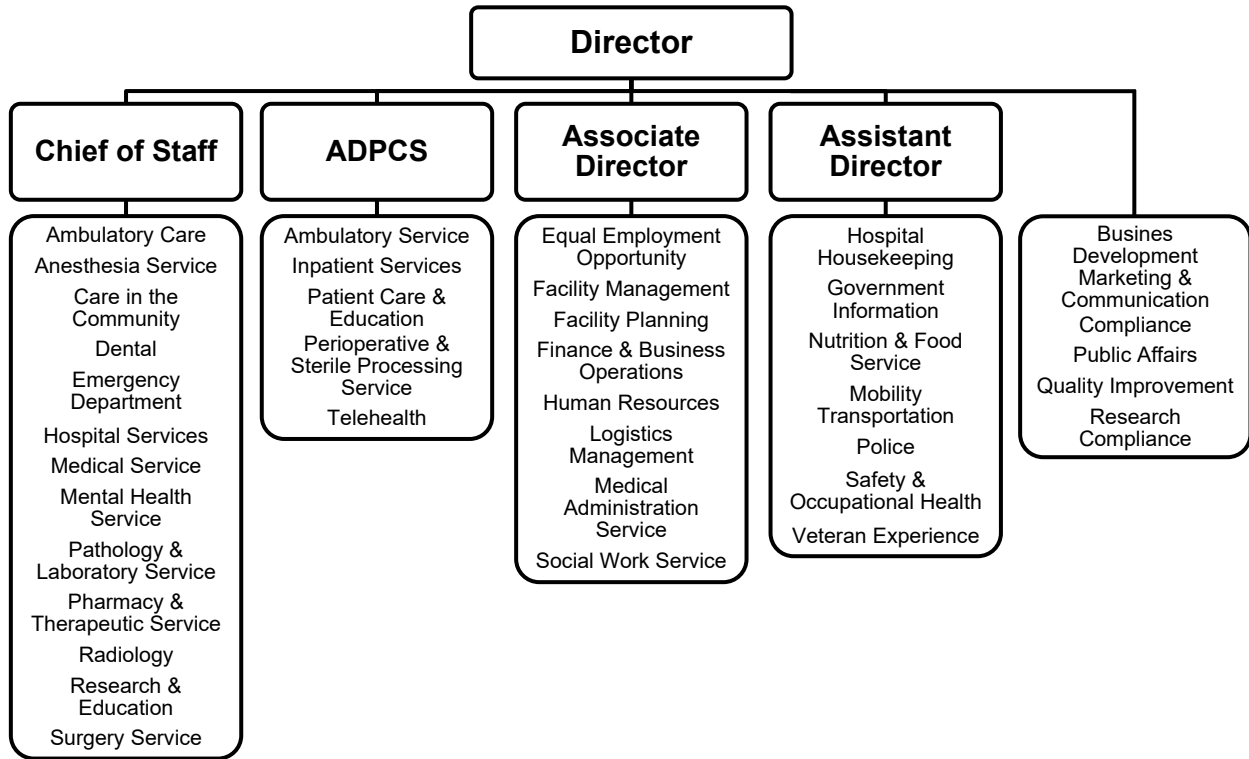 Director
Chief of Staff
Ambulatory Care
Anesthesia Service
Care in the
Community
Dental
Emergency
Department
Hospital Services
Medical Service
Mental Health
Service
Pathology &
Laboratory Service
Pharmacy &
Therapeutic Service
Radiology
Research &
Education
Surgery Service
ADPCS
Ambulatory Service
Inpatient Services
Patient Care &
Education
Perioperative &
Sterile Processing
Service
Telehealth
Associate
Director
Equal Employment
Opportunity
Facility Management
Facility Planning
Finance & Business
Operations
Human Resources
Logistics
Management
Medical
Administration
Service
Social Work Service
Assistant
Director
Hospital
Housekeeping
Government
Information
Nutrition & Food
Service
Mobility
Transportation
Police
Safety &
Occupational Health
Veteran Experience
Busines
Development
Marketing &
Communication
Compliance
Public Affairs
Quality Improvement
Research
Compliance